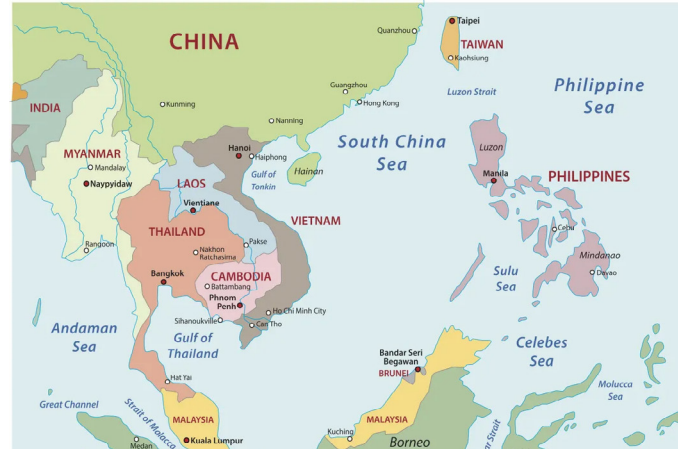 Taipei
Quanzhou
CHINA
TAIWAN
Kaohsiung
Guangzhou
Luzon Strait
Philippine
Sea
Kunming
Hong Kong
INDIA
Nanning
South China
Sea
Hanoi
Haiphong
Luzon
MYANMAR
Mandalay
Gulf of
Tonkin
Hainan
Naypyidaw
LAOS
Manila
PHILIPPINES
Vientiane
VIETNAM
THAILAND
Rangoon
Nakhon
Ratchasima
Pakse
Cebu
Mindanao
Davao
Bangkok
CAMBODIA
Battambang
Sulu
Sea
Phnom
Penh
Ho Chi Minh City
Sihanoukville
Can Tho
Andaman
Sea
Gulf of
Thailand
Celebes
Sea
Bandar Seri
Begawan
BRUNEI
Hat Yai
Molucca
Sea
Great Channel
Strait of Malacca
MALAYSIA
MALAYSIA
Kuching
Kuala Lumpur
Medan
Borneo
Strait